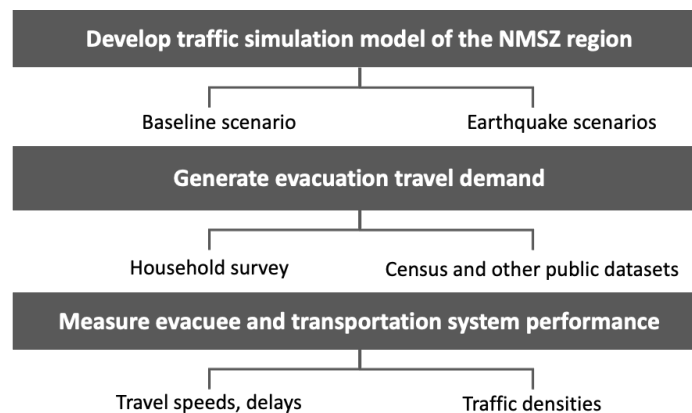 Develop traffic simulation model of the NMSZ region
Baseline scenario
Earthquake scenarios
Generate evacuation travel demand
Household survey
Census and other public datasets
Measure evacuee and transportation system performance
Travel speeds, delays
Traffic densities